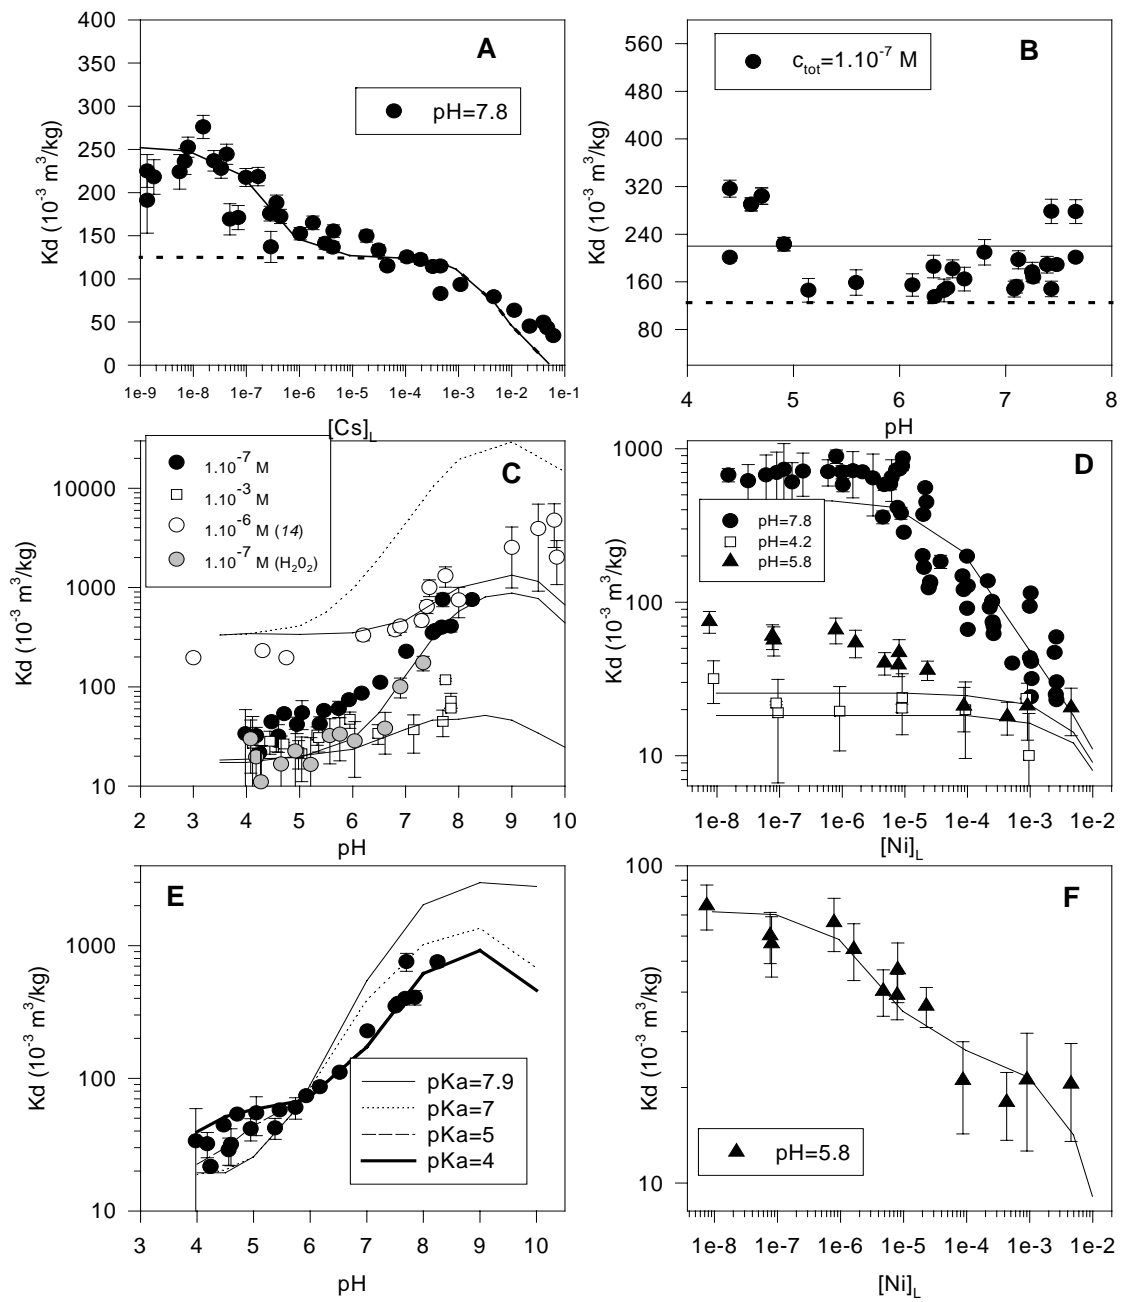 A
pH=7.8
Kd (10⁻³ m³/kg)
400
350
300
250
200
150
100
50
0
1e-9 1e-8 1e-7 1e-6 1e-5 1e-4 1e-3 1e-2 1e-1
[Cs]L
B
ctot=1.10⁻⁷ M
Kd (10⁻³ m³/kg)
560
480
400
320
240
160
80
4 5 6 7 8
pH
C
1.10⁻⁷ M
1.10⁻³ M
1.10⁻⁶ M (14)
1.10⁻⁷ M (H₂O₂)
Kd (10⁻³ m³/kg)
10000
1000
100
10
2 3 4 5 6 7 8 9 10
pH
D
pH=7.8
pH=4.2
pH=5.8
Kd (10⁻³ m³/kg)
1000
100
10
1e-8 1e-7 1e-6 1e-5 1e-4 1e-3 1e-2
[Ni]L
E
pKa=7.9
pKa=7
pKa=5
pKa=4
Kd (10⁻³ m³/kg)
1000
100
10
3 4 5 6 7 8 9 10
pH
F
pH=5.8
Kd (10⁻³ m³/kg)
100
10
1e-8 1e-7 1e-6 1e-5 1e-4 1e-3 1e-2
[Ni]L